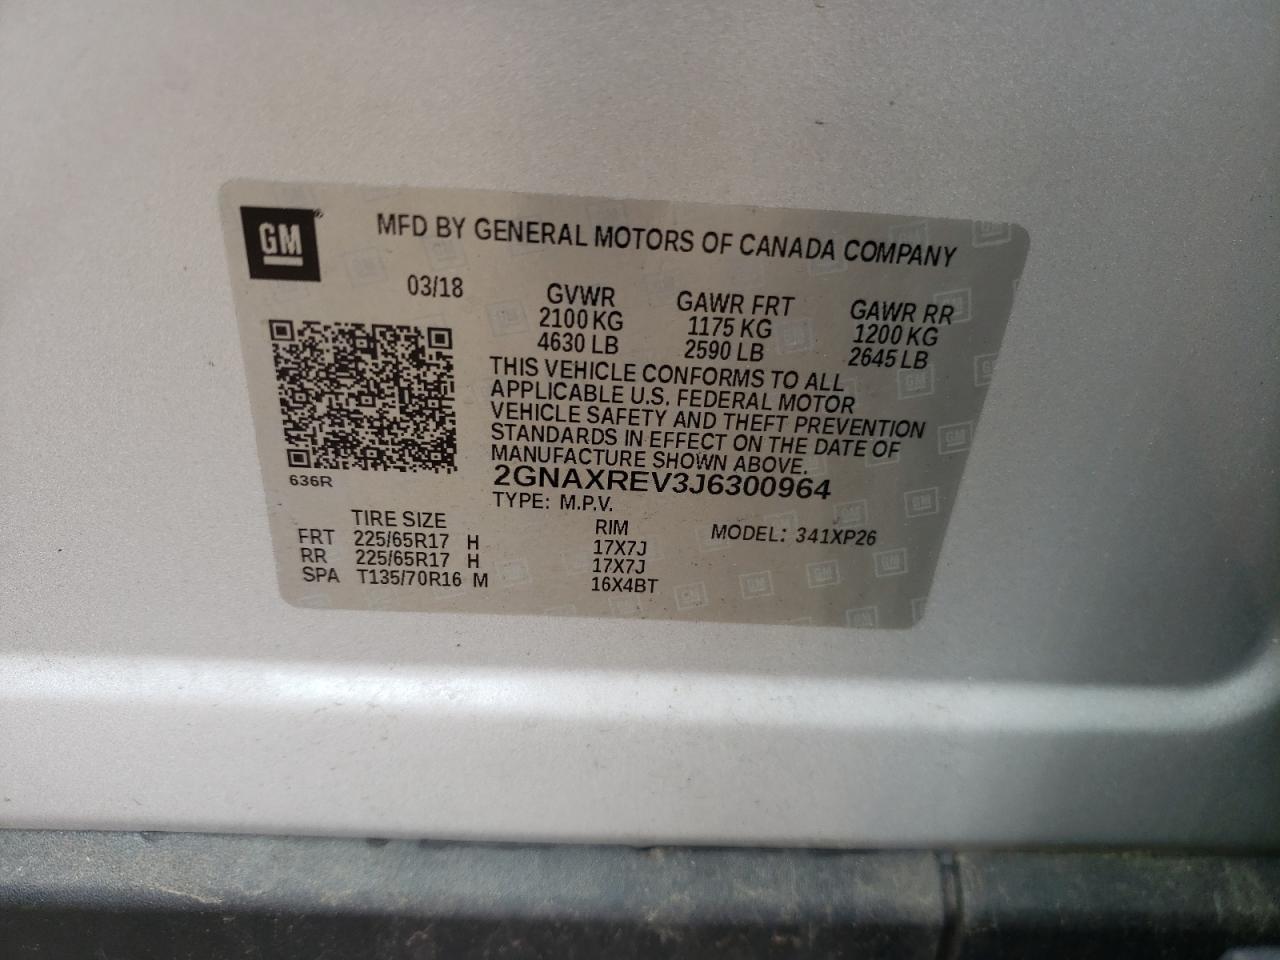 GM®
MFD BY GENERAL MOTORS OF CANADA COMPANY
03/18 GVWR GAWR FRT GAWR RR
2100 KG 1175 KG 1200 KG
4630 LB 2590 LB 2645 LB
THIS VEHICLE CONFORMS TO ALL
APPLICABLE U.S. FEDERAL MOTOR
VEHICLE SAFETY AND THEFT PREVENTION
STANDARDS IN EFFECT ON THE DATE OF
MANUFACTURE SHOWN ABOVE.
636R
2GNAXREV3J6300964
TYPE: M.P.V.
TIRE SIZE RIM MODEL: 341XP26
FRT 225/65R17 H 17X7J
RR 225/65R17 H 17X7J
SPA T135/70R16 M 16X4BT